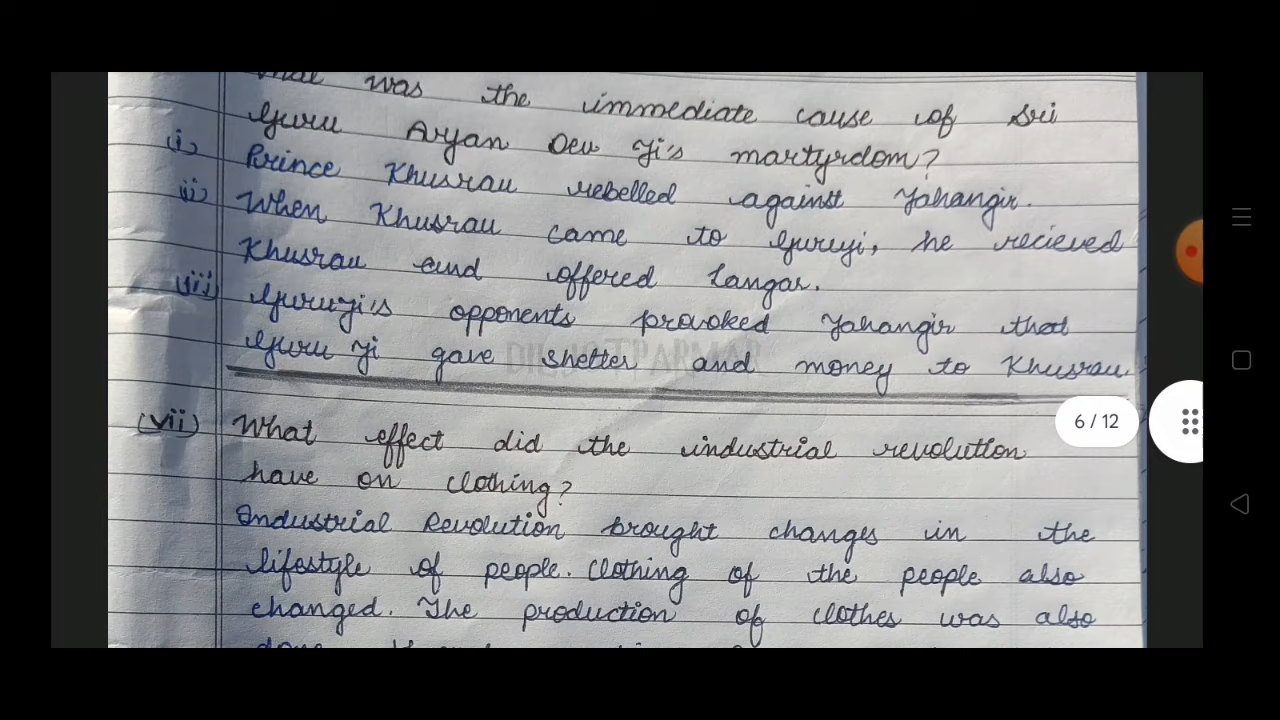 What was the immediate cause of Sri
Guru Arjan Dev Ji's martyrdom?
(i) Prince Khusrau rebelled against Jahangir.
(ii) When Khusrau came to Guruji, he recieved
Khusrau and offered Langar.
(iii) Guruji's opponents provoked Jahangir that
Guru Ji gave shelter and money to Khusrau
6 / 12
(vii) What effect did the industrial revolution
have on clothing?
Industrial Revolution brought changes in the
lifestyle of people. Clothing of the people also
changed. The production of clothes was also